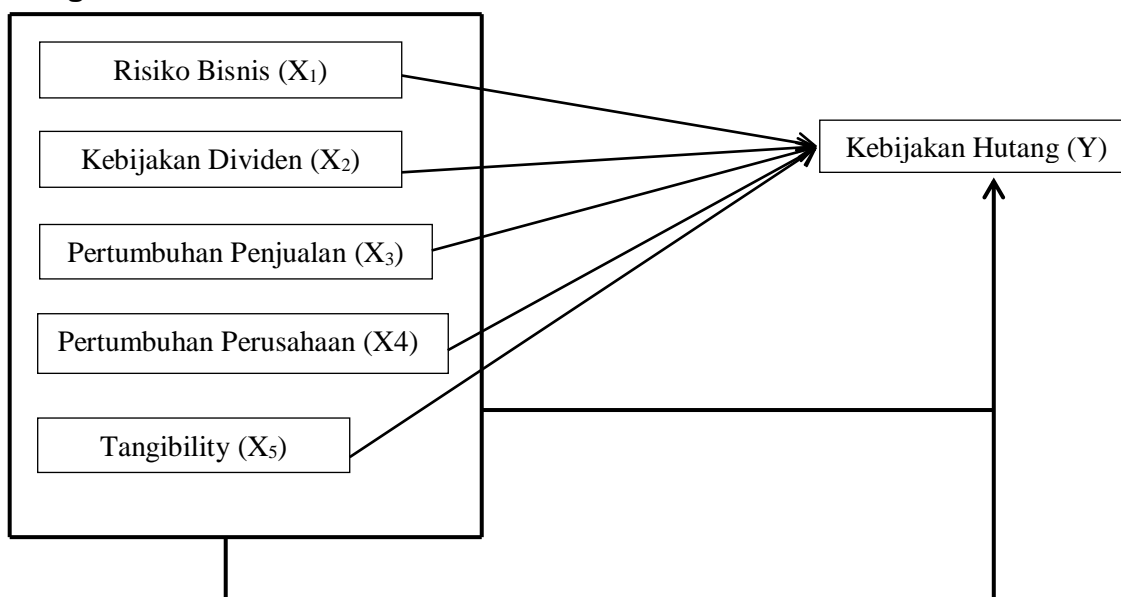 Risiko Bisnis (X₁)
Kebijakan Dividen (X₂)
Kebijakan Hutang (Y)
Pertumbuhan Penjualan (X₃)
Pertumbuhan Perusahaan (X4)
Tangibility (X₅)